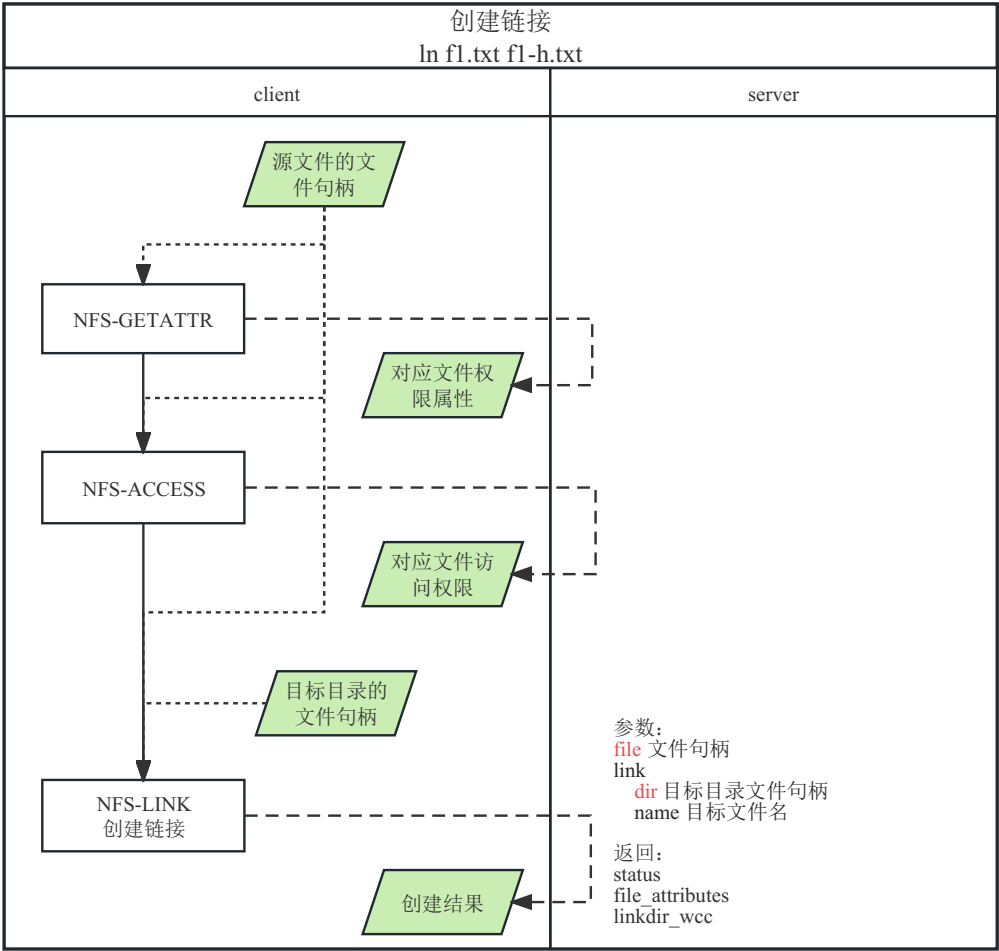 创建链接
ln f1.txt f1-h.txt
client
server
源文件的文
件句柄
NFS-GETATTR
对应文件权
限属性
NFS-ACCESS
对应文件访
问权限
目标目录的
文件句柄
NFS-LINK
创建链接
创建结果
参数：
file 文件句柄
link
dir 目标目录文件句柄
name 目标文件名
返回：
status
file_attributes
linkdir_wcc